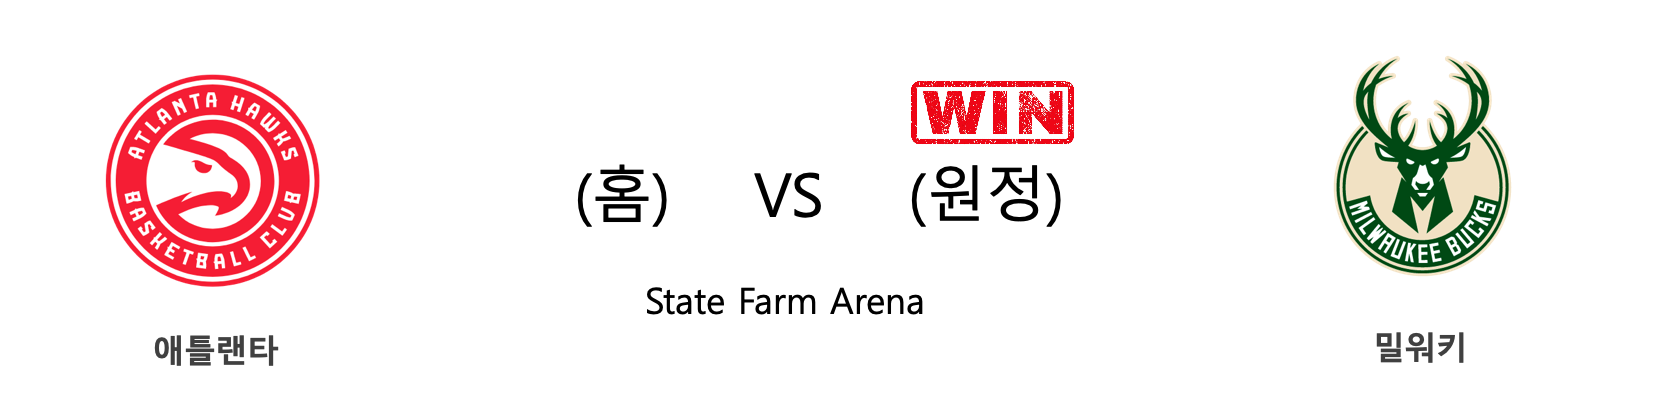 ATLANTA HAWKS
BASKETBALL CLUB
애틀랜타
WIN
(홈) VS (원정)
State Farm Arena
MILWAUKEE BUCKS
밀워키